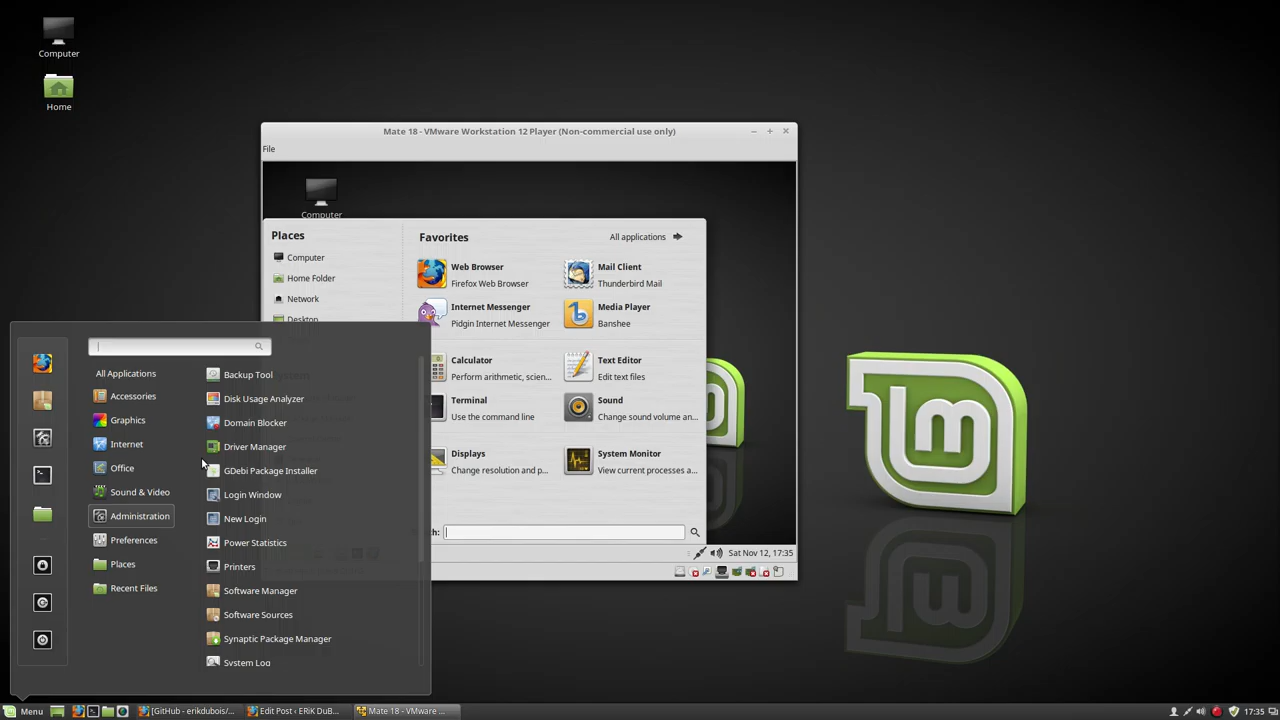 Computer
Home
Mate 18 - VMware Workstation 12 Player (Non-commercial use only)
File
Computer
Places
Computer
Home Folder
Network
Desktop
Favorites
All applications
Web Browser
Firefox Web Browser
Mail Client
Thunderbird Mail
Internet Messenger
Pidgin Internet Messenger
Media Player
Banshee
Calculator
Perform arithmetic, scien...
Text Editor
Edit text files
Terminal
Use the command line
Sound
Change sound volume an...
Displays
Change resolution and p...
System Monitor
View current processes a...
Sat Nov 12, 17:35
All Applications
Accessories
Graphics
Internet
Office
Sound & Video
Administration
Preferences
Places
Recent Files
Backup Tool
Disk Usage Analyzer
Domain Blocker
Driver Manager
GDebi Package Installer
Login Window
New Login
Power Statistics
Printers
Software Manager
Software Sources
Synaptic Package Manager
System Log
Menu
[GitHub - erikdubois/...
Edit Post ‹ ERiK DuB...
Mate 18 - VMware ...
17:35